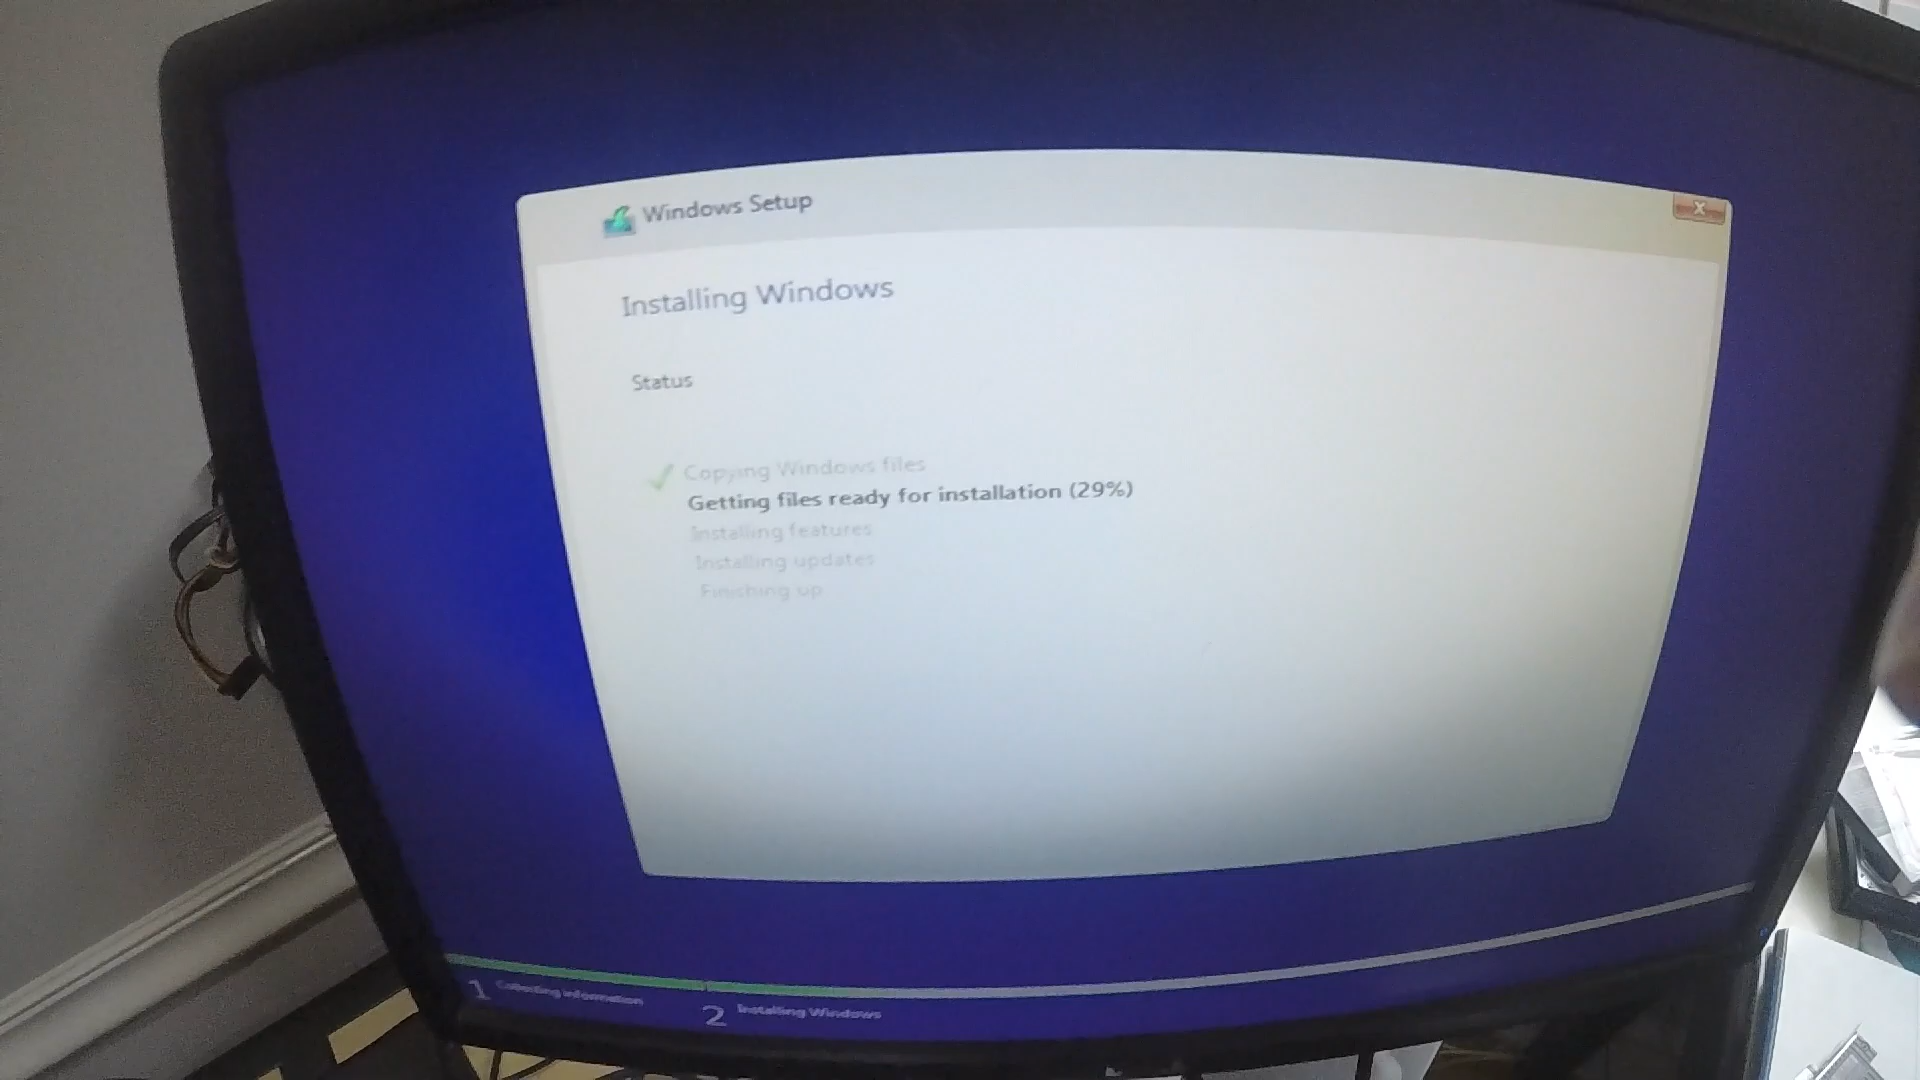 Windows Setup
Installing Windows
Status
Copying Windows files
Getting files ready for installation (29%)
Installing features
Installing updates
Finishing up
1 Collecting information
2 Installing Windows